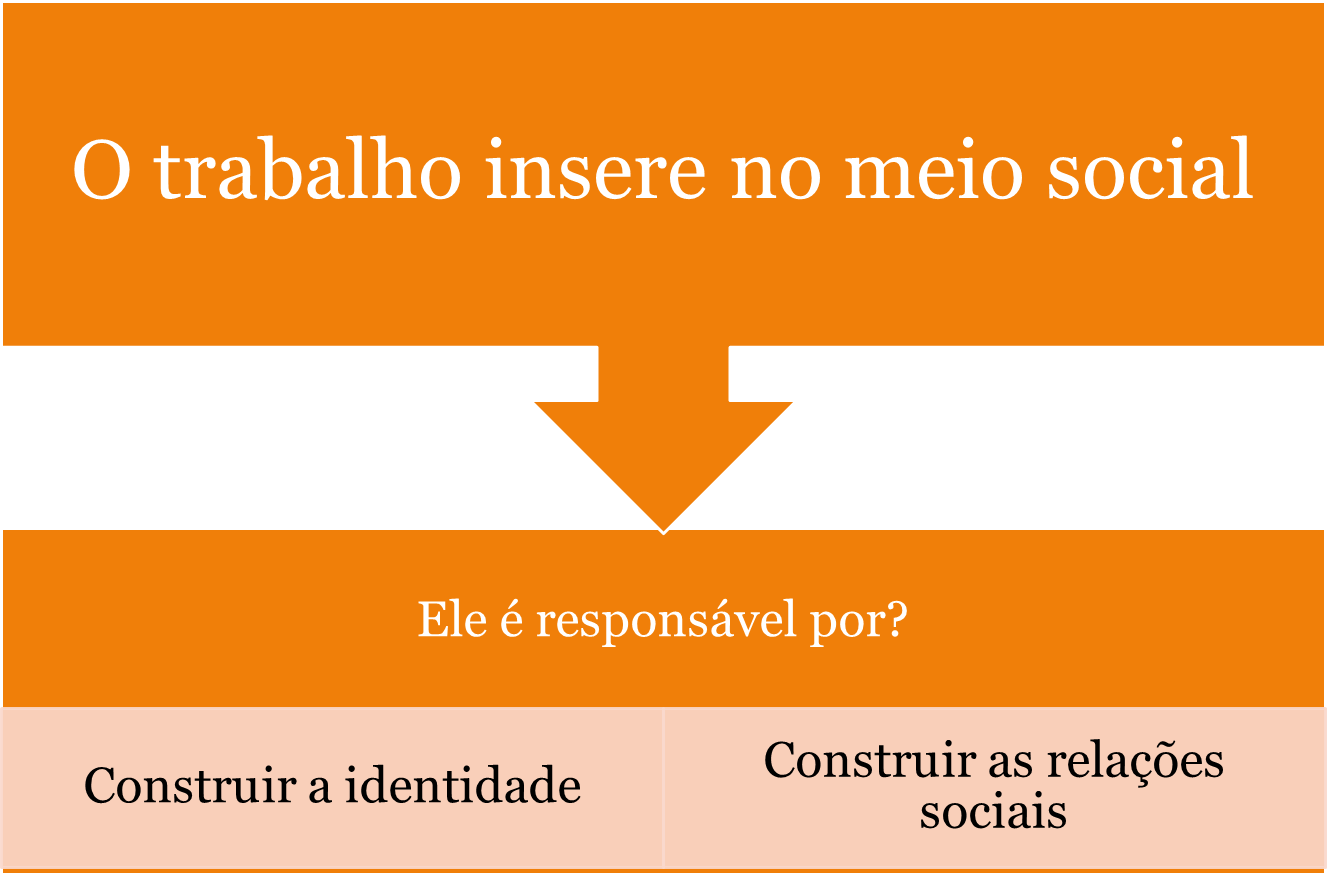 O trabalho insere no meio social
Ele é responsável por?
Construir a identidade
Construir as relações
sociais